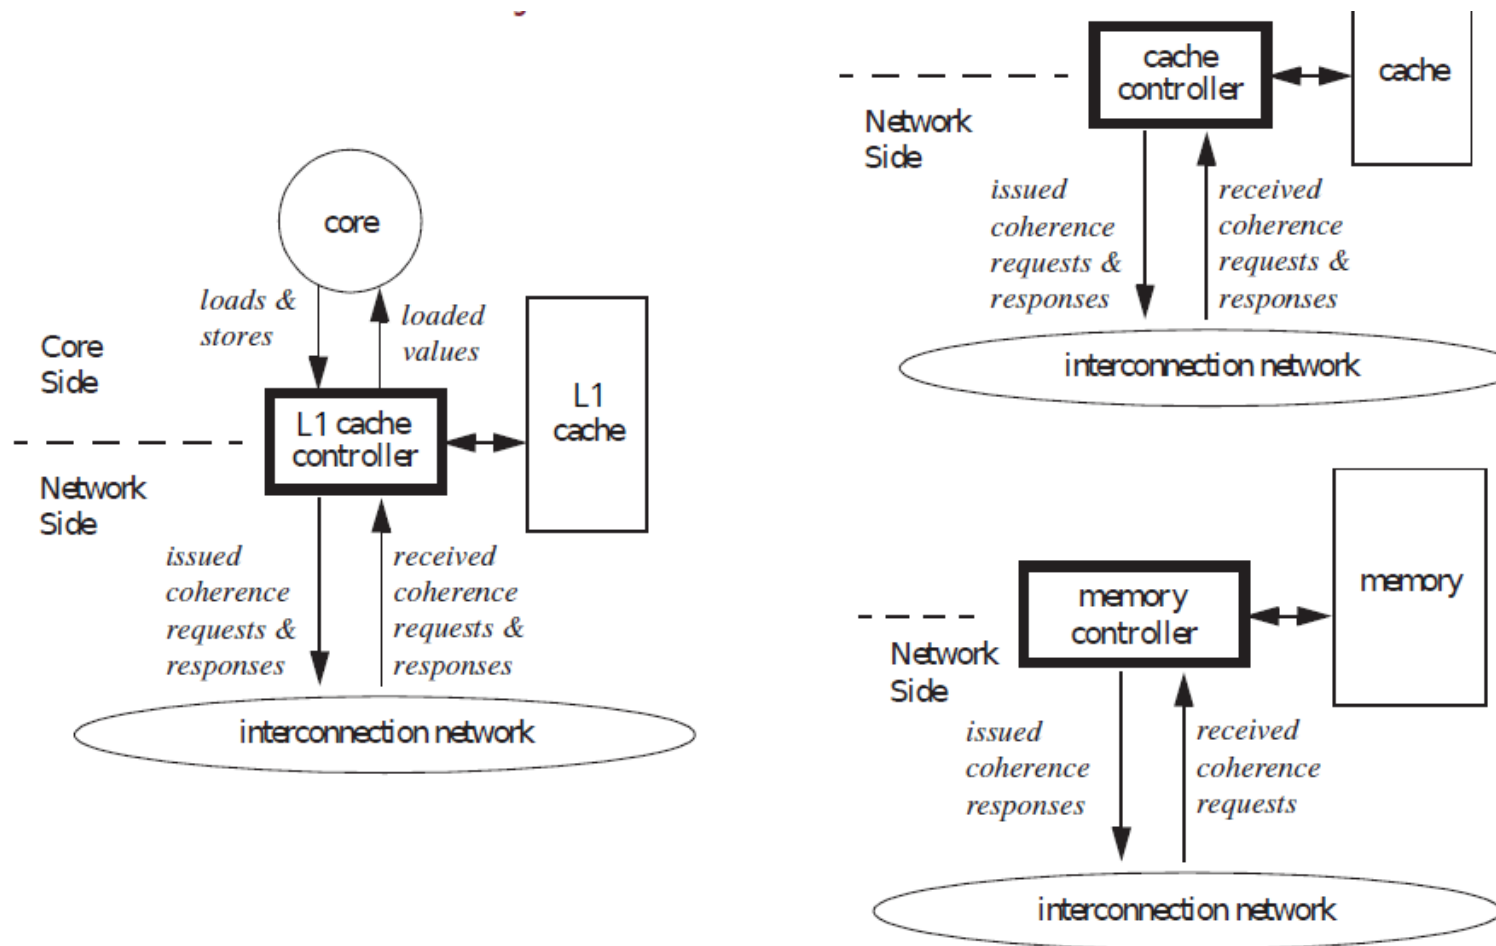 core
loads &
stores
loaded
values
Core
Side
L1 cache
controller
L1
cache
Network
Side
issued
coherence
requests &
responses
received
coherence
requests &
responses
interconnection network
cache
controller
cache
Network
Side
issued
coherence
requests &
responses
received
coherence
requests &
responses
interconnection network
memory
controller
memory
Network
Side
issued
coherence
responses
received
coherence
requests
interconnection network